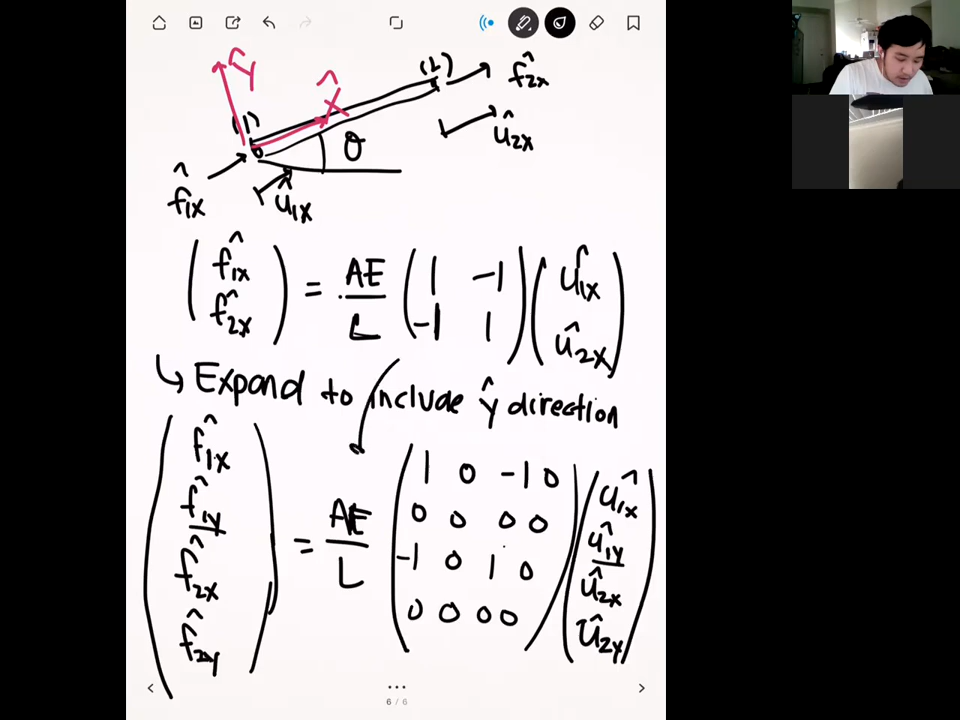 ŷ
x̂
(1)
(2)
f̂2x
û2x
θ
f̂1x
û1x
f̂1x
f̂2x
= AE/L
1 -1
-1 1
û1x
û2x
↳ Expand to include ŷ direction
f̂1x
f̂1y
f̂2x
f̂2y
= AE/L
1 0 -1 0
0 0 0 0
-1 0 1 0
0 0 0 0
û1x
û1y
û2x
û2y
6 / 6